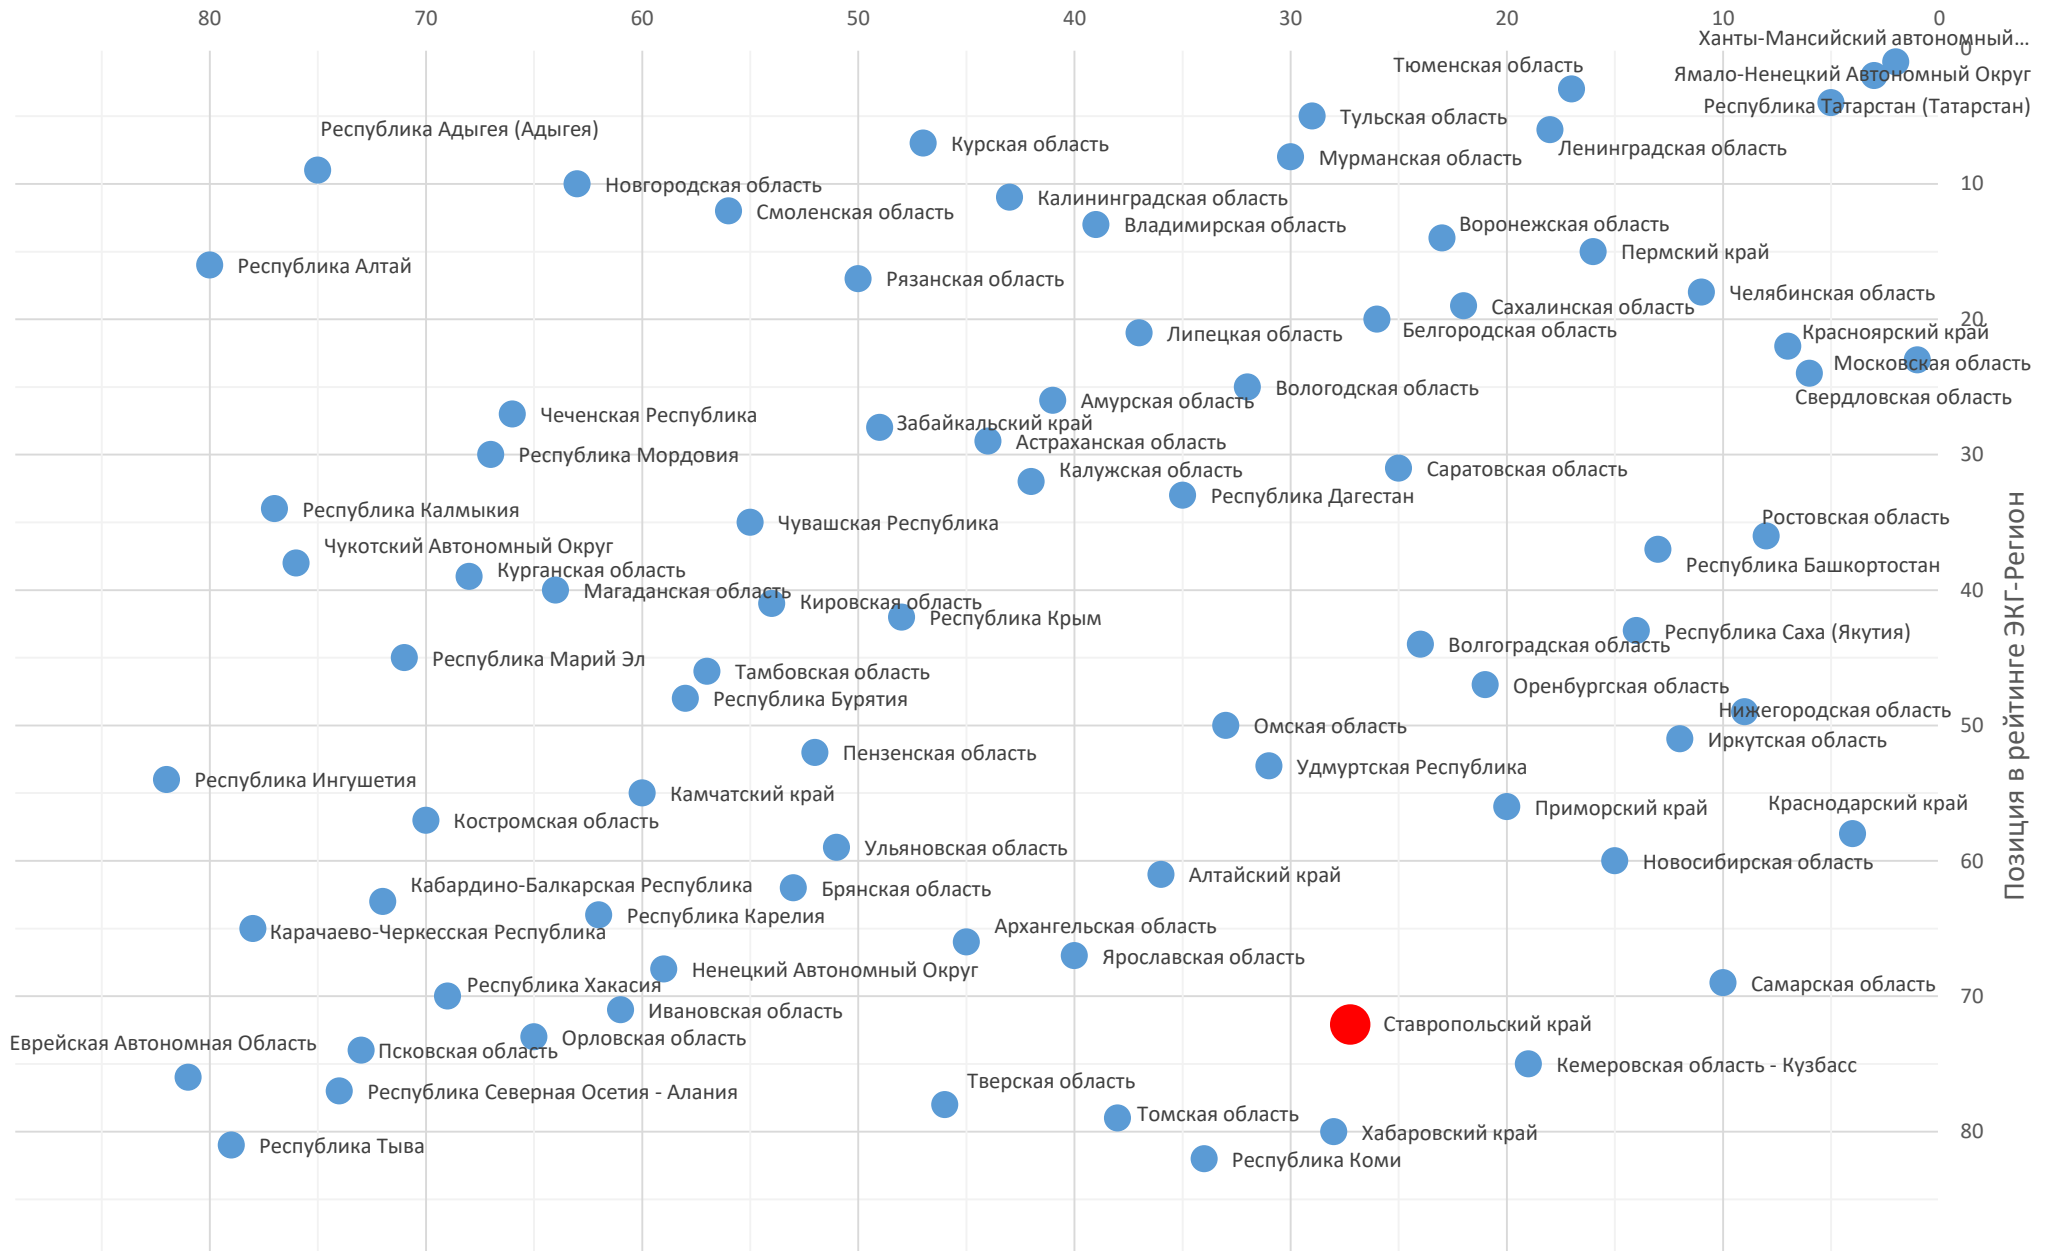 80 70 60 50 40 30 20 10 0
Ханты-Мансийский автономный...
0
Тюменская область
Ямало-Ненецкий Автономный Округ
Республика Татарстан (Татарстан)
Тульская область
Республика Адыгея (Адыгея)
Курская область
Ленинградская область
Мурманская область
Новгородская область
10
Калининградская область
Смоленская область
Владимирская область
Воронежская область
Пермский край
Республика Алтай
Рязанская область
Челябинская область
Сахалинская область
20
Белгородская область
Красноярский край
Липецкая область
Московская область
Вологодская область
Свердловская область
Амурская область
Чеченская Республика
Забайкальский край
Астраханская область
Республика Мордовия
30
Калужская область
Саратовская область
Республика Дагестан
Республика Калмыкия
Ростовская область
Чувашская Республика
Чукотский Автономный Округ
Республика Башкортостан
Курганская область
Магаданская область
40
Кировская область
Республика Крым
Республика Саха (Якутия)
Волгоградская область
Республика Марий Эл
Тамбовская область
Оренбургская область
Республика Бурятия
Нижегородская область
Позиция в рейтинге ЭКГ-Регион
Омская область
50
Иркутская область
Пензенская область
Удмуртская Республика
Республика Ингушетия
Камчатский край
Краснодарский край
Приморский край
Костромская область
Ульяновская область
60
Новосибирская область
Алтайский край
Кабардино-Балкарская Республика
Брянская область
Республика Карелия
Архангельская область
Карачаево-Черкесская Республика
Ярославская область
Ненецкий Автономный Округ
Республика Хакасия
Самарская область
70
Ивановская область
Ставропольский край
Орловская область
Еврейская Автономная Область
Псковская область
Кемеровская область - Кузбасс
Тверская область
Республика Северная Осетия - Алания
Томская область
Хабаровский край
80
Республика Тыва
Республика Коми